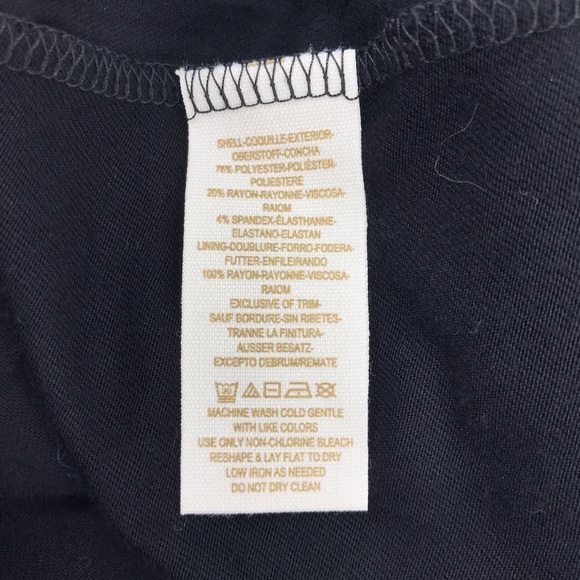 SHELL-COQUILLE-EXTERIOR-
OBERSTOFF-CONCHA
76% POLYESTER-POLIÉSTER-
POLIESTERE
20% RAYON-RAYONNE-VISCOSA-
RAIOM
4% SPANDEX-ÉLASTHANNE-
ELASTANO-ELASTAN
LINING-DOUBLURE-FORRO-FODERA-
FUTTER-ENFILEIRANDO
100% RAYON-RAYONNE-VISCOSA-
RAIOM
EXCLUSIVE OF TRIM-
SAUF BORDURE-SIN RIBETES-
TRANNE LA FINITURA-
AUSSER BESATZ-
EXCEPTO DEBRUM/REMATE
MACHINE WASH COLD GENTLE
WITH LIKE COLORS
USE ONLY NON-CHLORINE BLEACH
RESHAPE & LAY FLAT TO DRY
LOW IRON AS NEEDED
DO NOT DRY CLEAN